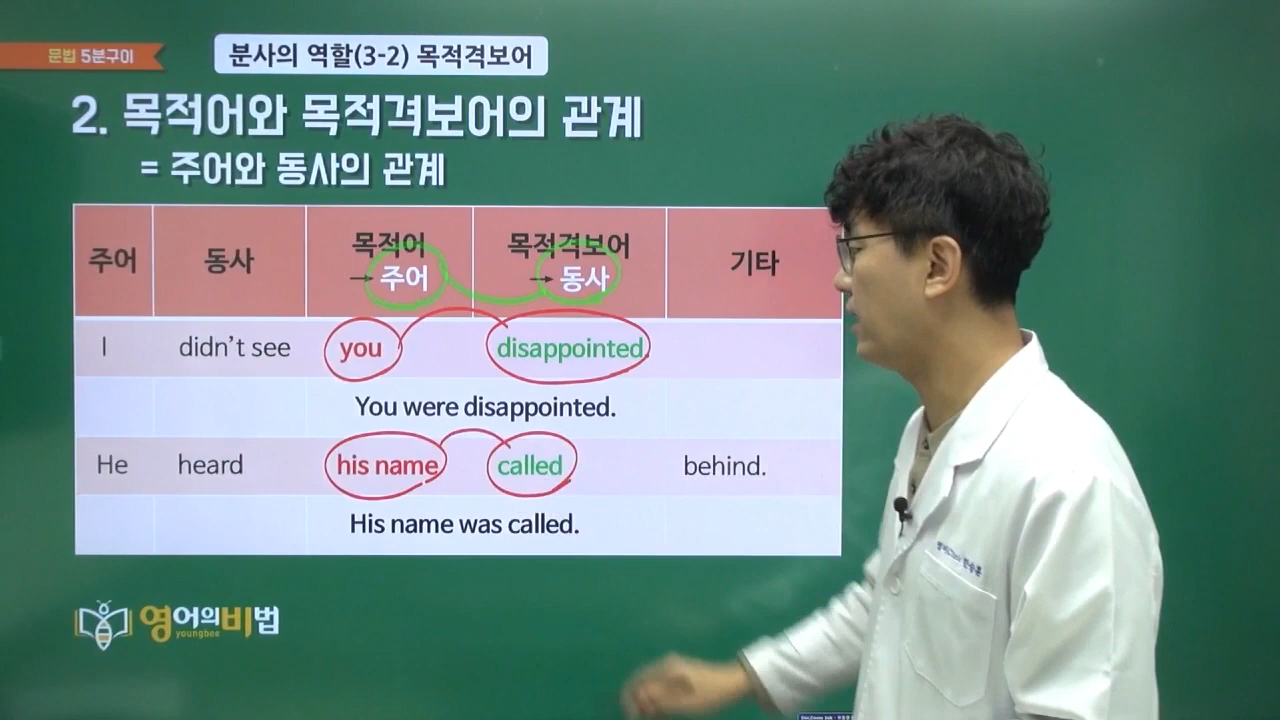 문법 5분구이
분사의 역할(3-2) 목적격보어
2. 목적어와 목적격보어의 관계
= 주어와 동사의 관계
주어 동사 목적어 → 주어 목적격보어 → 동사 기타
I didn't see you disappointed.
You were disappointed.
He heard his name called behind.
His name was called.
영어의비법
youngbee